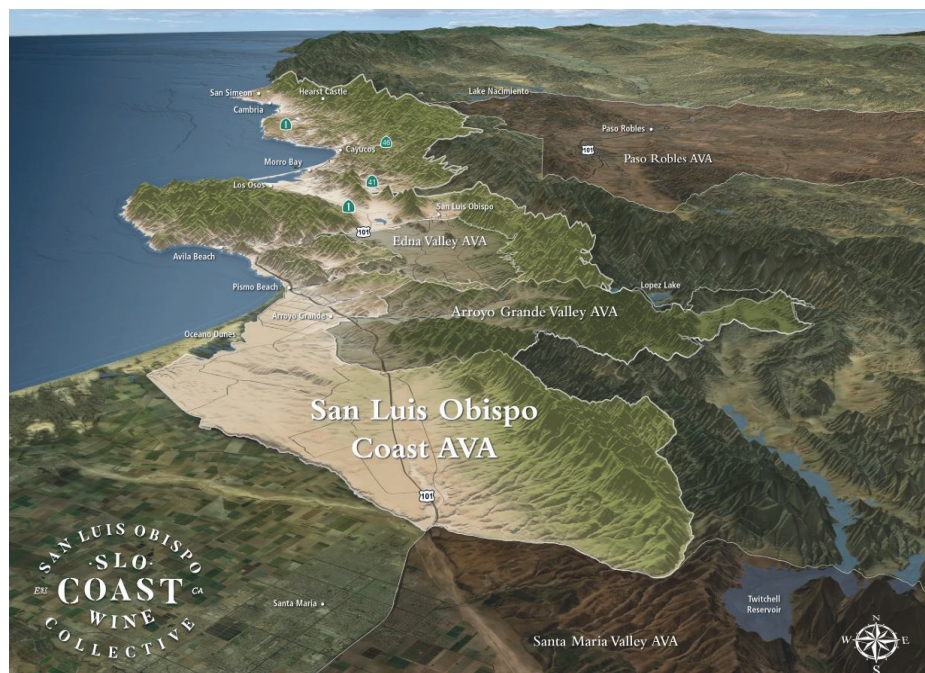 San Simeon
Hearst Castle
Lake Nacimiento
Cambria
1
Paso Robles
46
101
Cayucos
Paso Robles AVA
Morro Bay
41
Los Osos
1
San Luis Obispo
101
Edna Valley AVA
Avila Beach
Pismo Beach
Lopez Lake
Arroyo Grande
Arroyo Grande Valley AVA
Oceano Dunes
San Luis Obispo
Coast AVA
101
SAN LUIS OBISPO
·SLO·
COAST
CA
WINE
COLLECTIVE
Santa Maria
Twitchell
Reservoir
Santa Maria Valley AVA
N
W
E
S